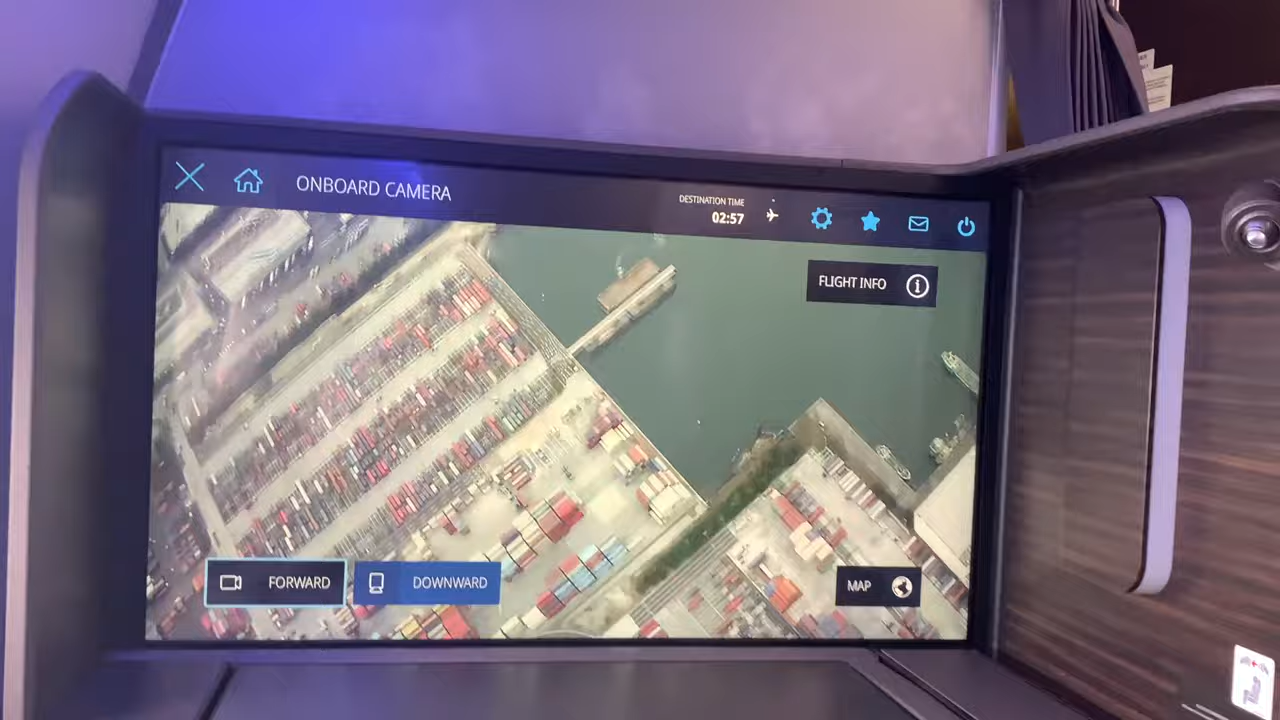 ONBOARD CAMERA
DESTINATION TIME
02:57
FLIGHT INFO
FORWARD
DOWNWARD
MAP